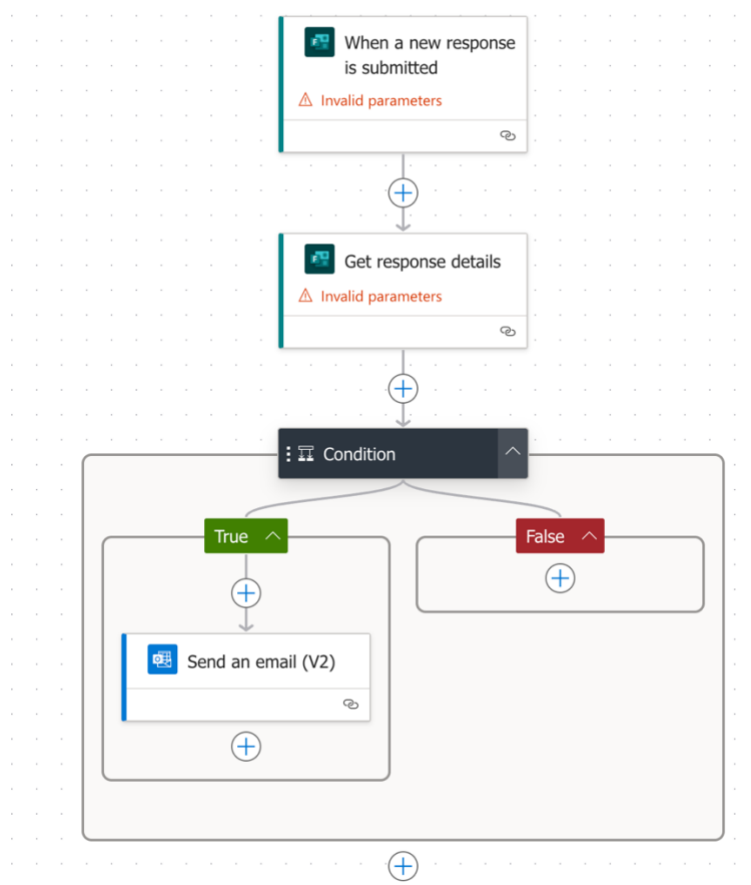 When a new response
is submitted
Invalid parameters
Get response details
Invalid parameters
Condition
True
False
Send an email (V2)